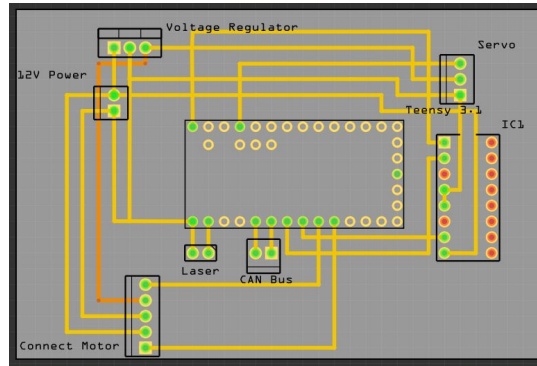 Voltage Regulator
Servo
12V Power
Teensy 3.1
IC1
Laser
CAN Bus
Connect Motor